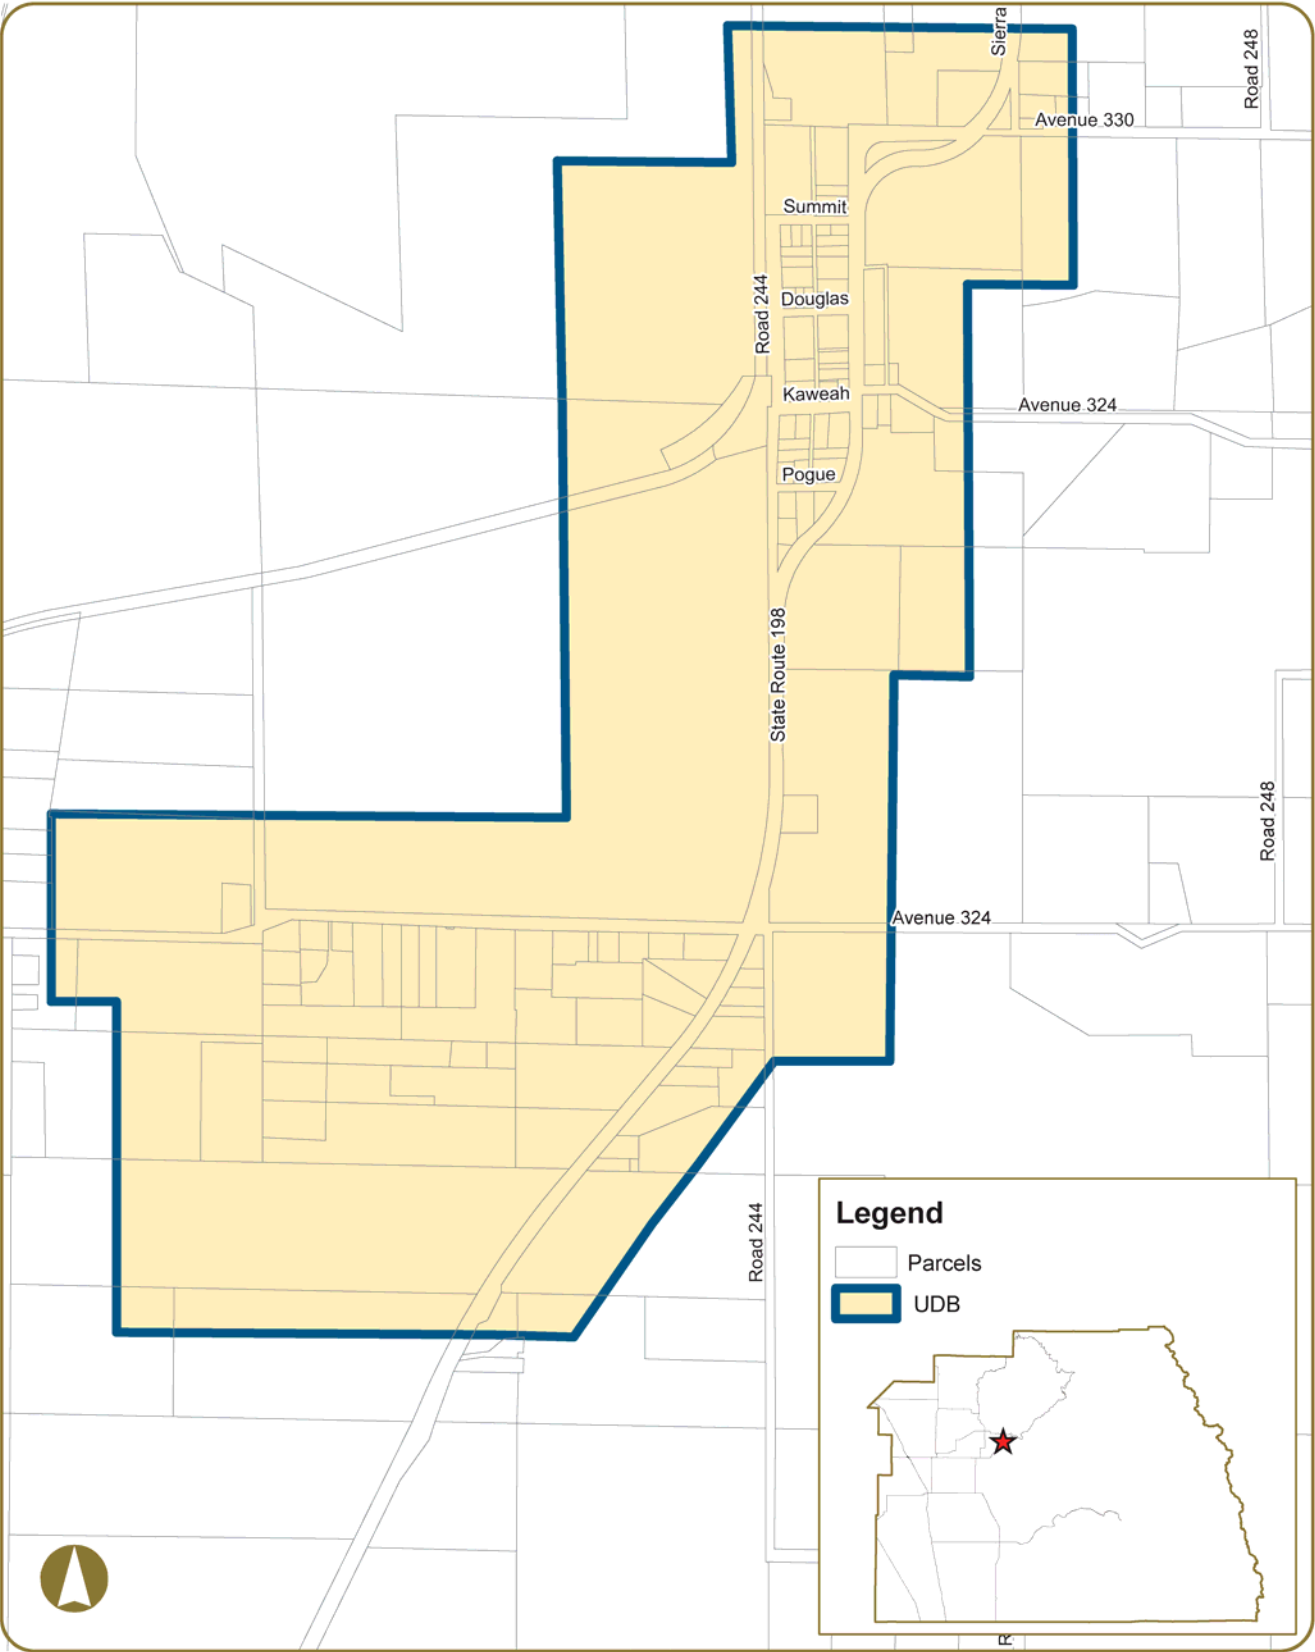 Sierra
Road 248
Avenue 330
Summit
Road 244
Douglas
Kaweah
Avenue 324
Pogue
State Route 198
Road 248
Avenue 324
Road 244
Legend
Parcels
UDB
R